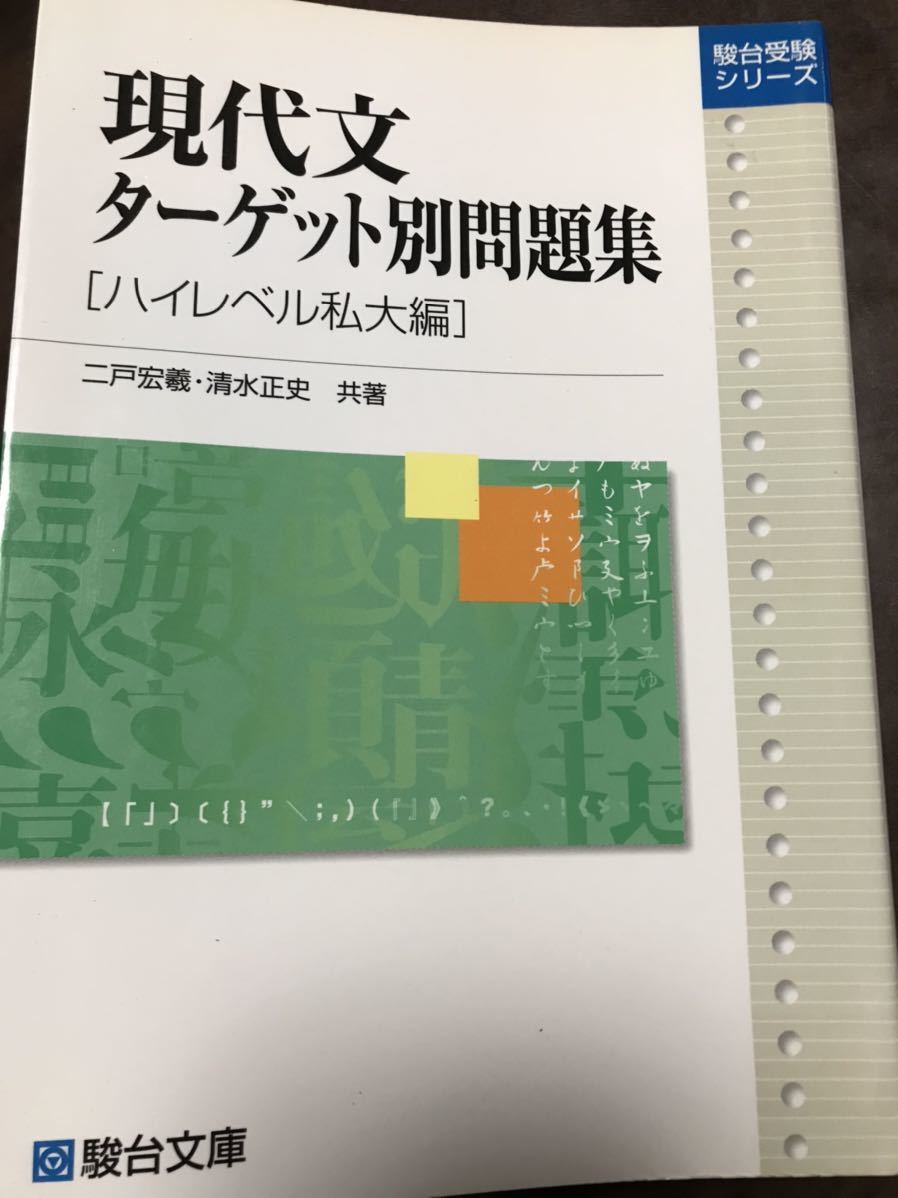 駿台受験
シリーズ
現代文
ターゲット別問題集
[ハイレベル私大編]
二戸宏羲・清水正史 共著
駿台文庫